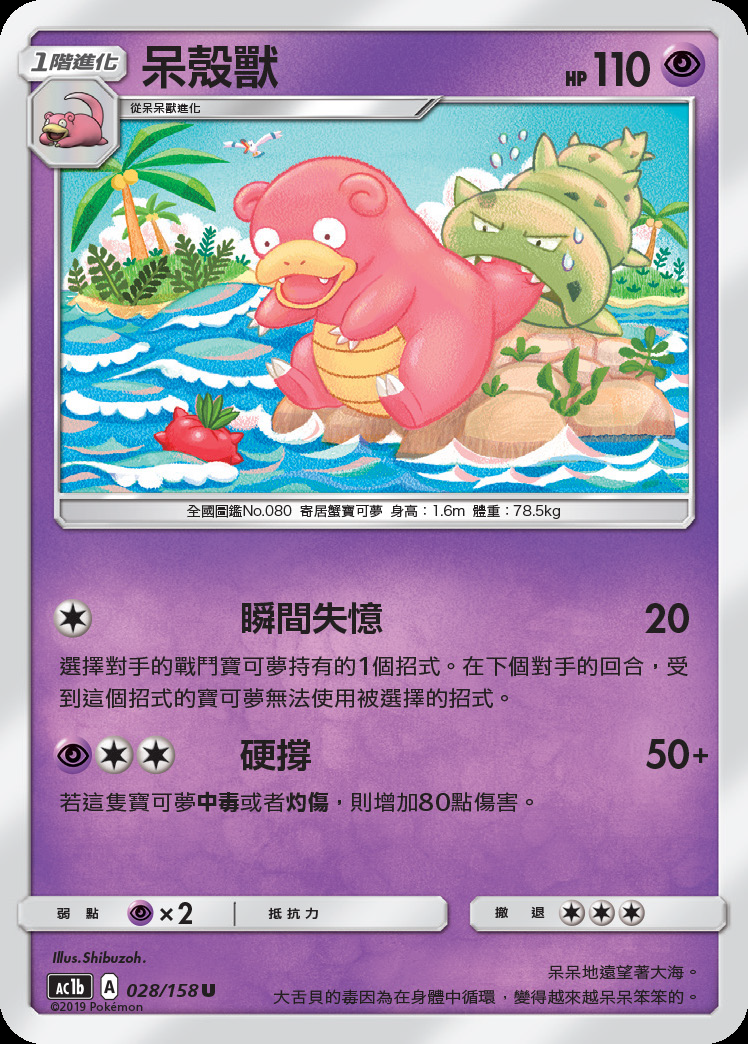 1階進化 呆殼獸 HP 110
從呆呆獸進化
全國圖鑑No.080 寄居蟹寶可夢 身高：1.6m 體重：78.5kg
瞬間失憶 20
選擇對手的戰鬥寶可夢持有的1個招式。在下個對手的回合，受
到這個招式的寶可夢無法使用被選擇的招式。
硬撐 50+
若這隻寶可夢中毒或者灼傷，則增加80點傷害。
弱點 ×2 抵抗力 撤退
Illus.Shibuzoh.
呆呆地遠望著大海。
AC1b A 028/158 U
大舌貝的毒因為在身體中循環，變得越來越呆呆笨笨的。
©2019 Pokémon